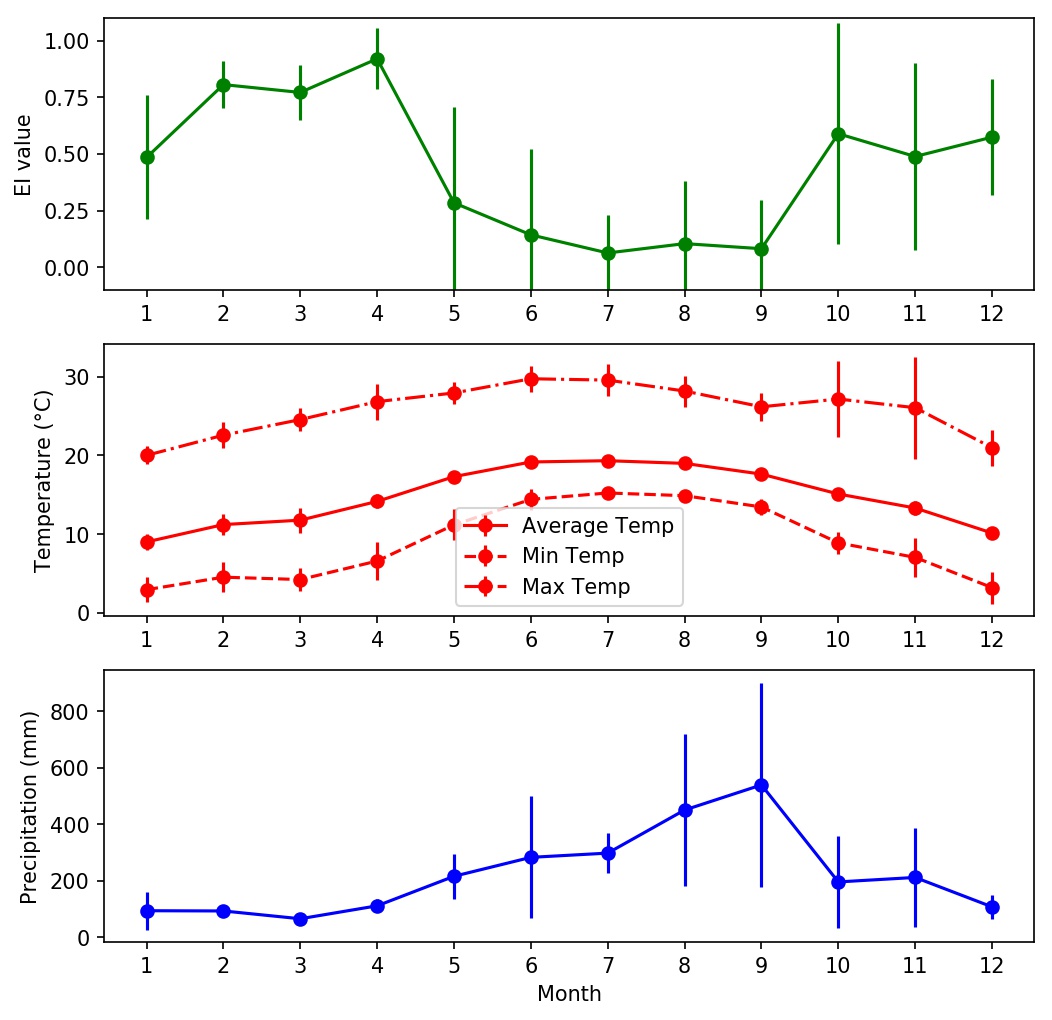 EI value
1.00
0.75
0.50
0.25
0.00
1 2 3 4 5 6 7 8 9 10 11 12
Temperature (°C)
30
20
10
0
Average Temp
Min Temp
Max Temp
1 2 3 4 5 6 7 8 9 10 11 12
Precipitation (mm)
800
600
400
200
0
1 2 3 4 5 6 7 8 9 10 11 12
Month